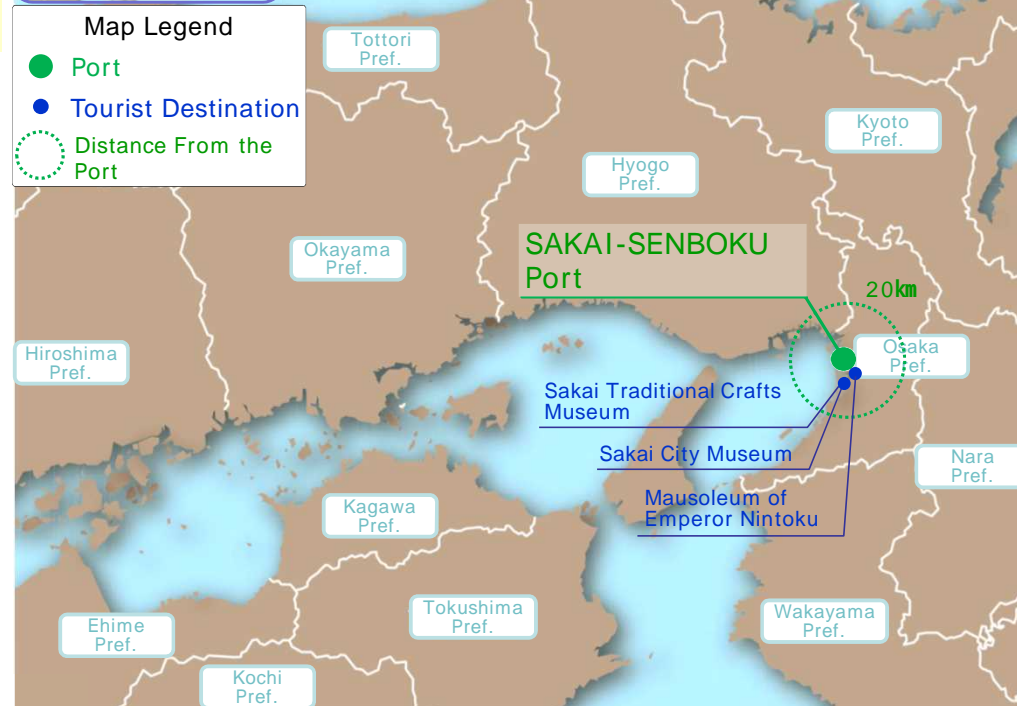 Map Legend
Port
Tourist Destination
Distance From the
Port
Tottori
Pref.
Kyoto
Pref.
Hyogo
Pref.
Okayama
Pref.
SAKAI-SENBOKU
Port
20km
Hiroshima
Pref.
Osaka
Pref.
Sakai Traditional Crafts
Museum
Sakai City Museum
Nara
Pref.
Mausoleum of
Emperor Nintoku
Kagawa
Pref.
Tokushima
Pref.
Wakayama
Pref.
Ehime
Pref.
Kochi
Pref.